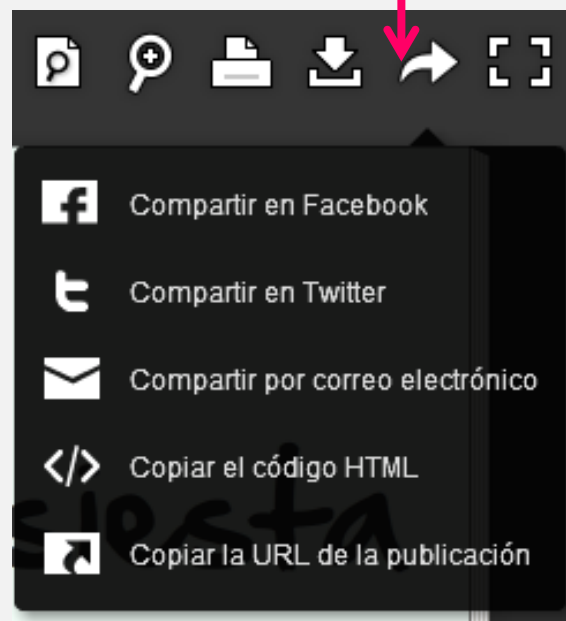 Compartir en Facebook
Compartir en Twitter
Compartir por correo electrónico
Copiar el código HTML
siesta
Copiar la URL de la publicación